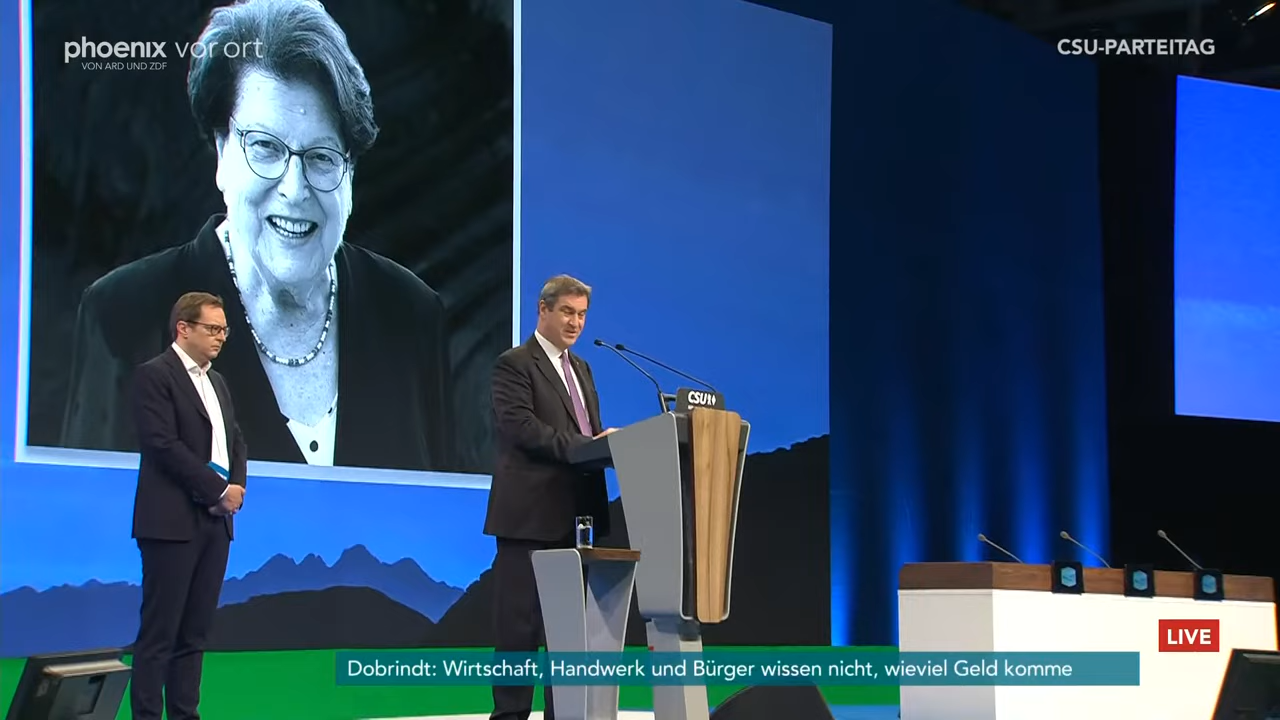 phoenix vor ort
VON ARD UND ZDF
CSU-PARTEITAG
CSU
LIVE
Dobrindt: Wirtschaft, Handwerk und Bürger wissen nicht, wieviel Geld komme